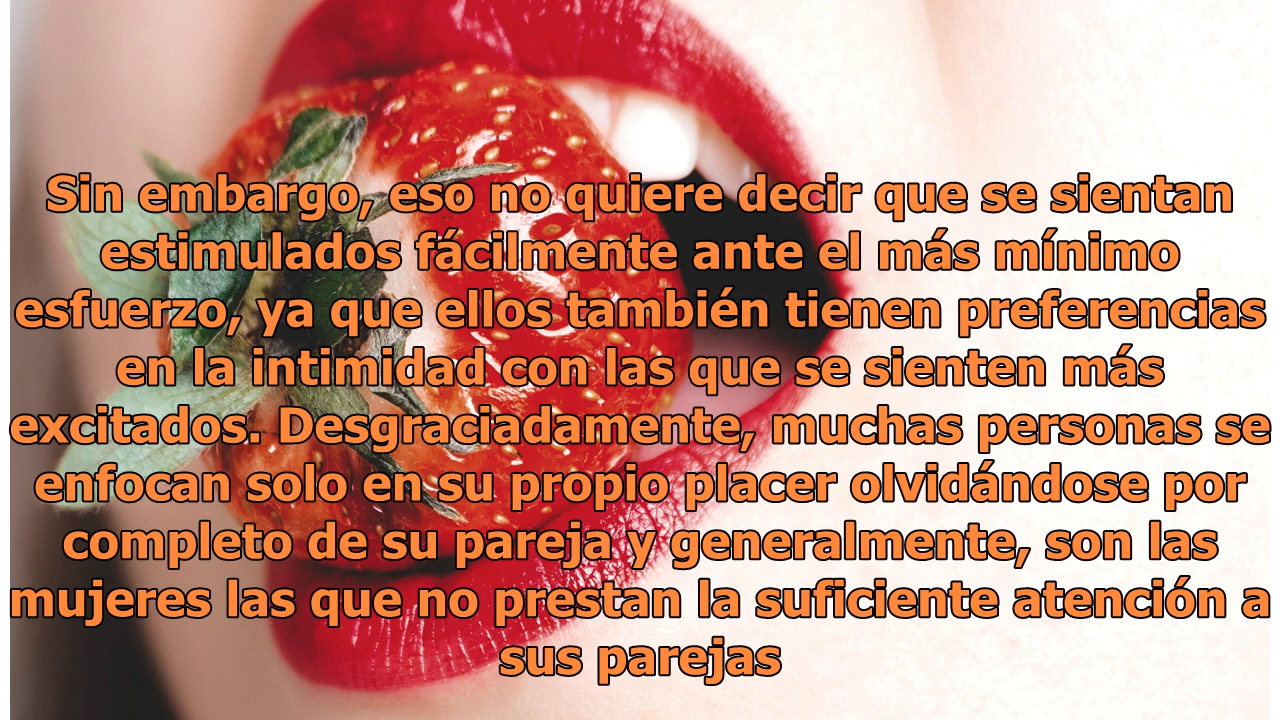 Sin embargo, eso no quiere decir que se sientan
estimulados fácilmente ante el más mínimo
esfuerzo, ya que ellos también tienen preferencias
en la intimidad con las que se sienten más
excitados. Desgraciadamente, muchas personas se
enfocan solo en su propio placer olvidándose por
completo de su pareja y generalmente, son las
mujeres las que no prestan la suficiente atención a
sus parejas